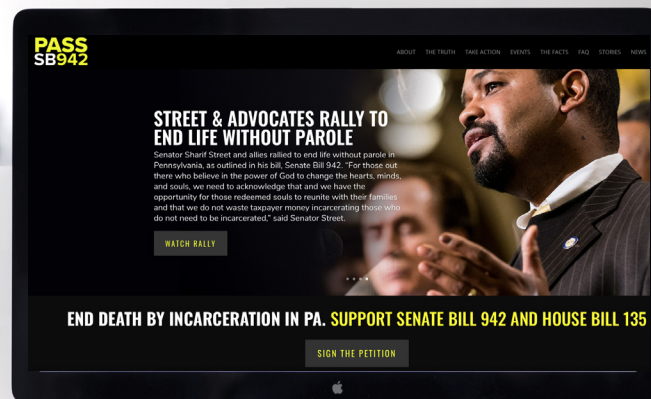 PASS
SB942
ABOUT THE TRUTH TAKE ACTION EVENTS THE FACTS FAQ STORIES NEWS
STREET & ADVOCATES RALLY TO
END LIFE WITHOUT PAROLE
Senator Sharif Street and allies rallied to end life without parole in
Pennsylvania, as outlined in his bill, Senate Bill 942. "For those out
there who believe in the power of God to change the hearts, minds,
and souls, we need to acknowledge that and we have the
opportunity for those redeemed souls to reunite with their families
and that we do not waste taxpayer money incarcerating those who
do not need to be incarcerated," said Senator Street.
WATCH RALLY
END DEATH BY INCARCERATION IN PA. SUPPORT SENATE BILL 942 AND HOUSE BILL 135
SIGN THE PETITION